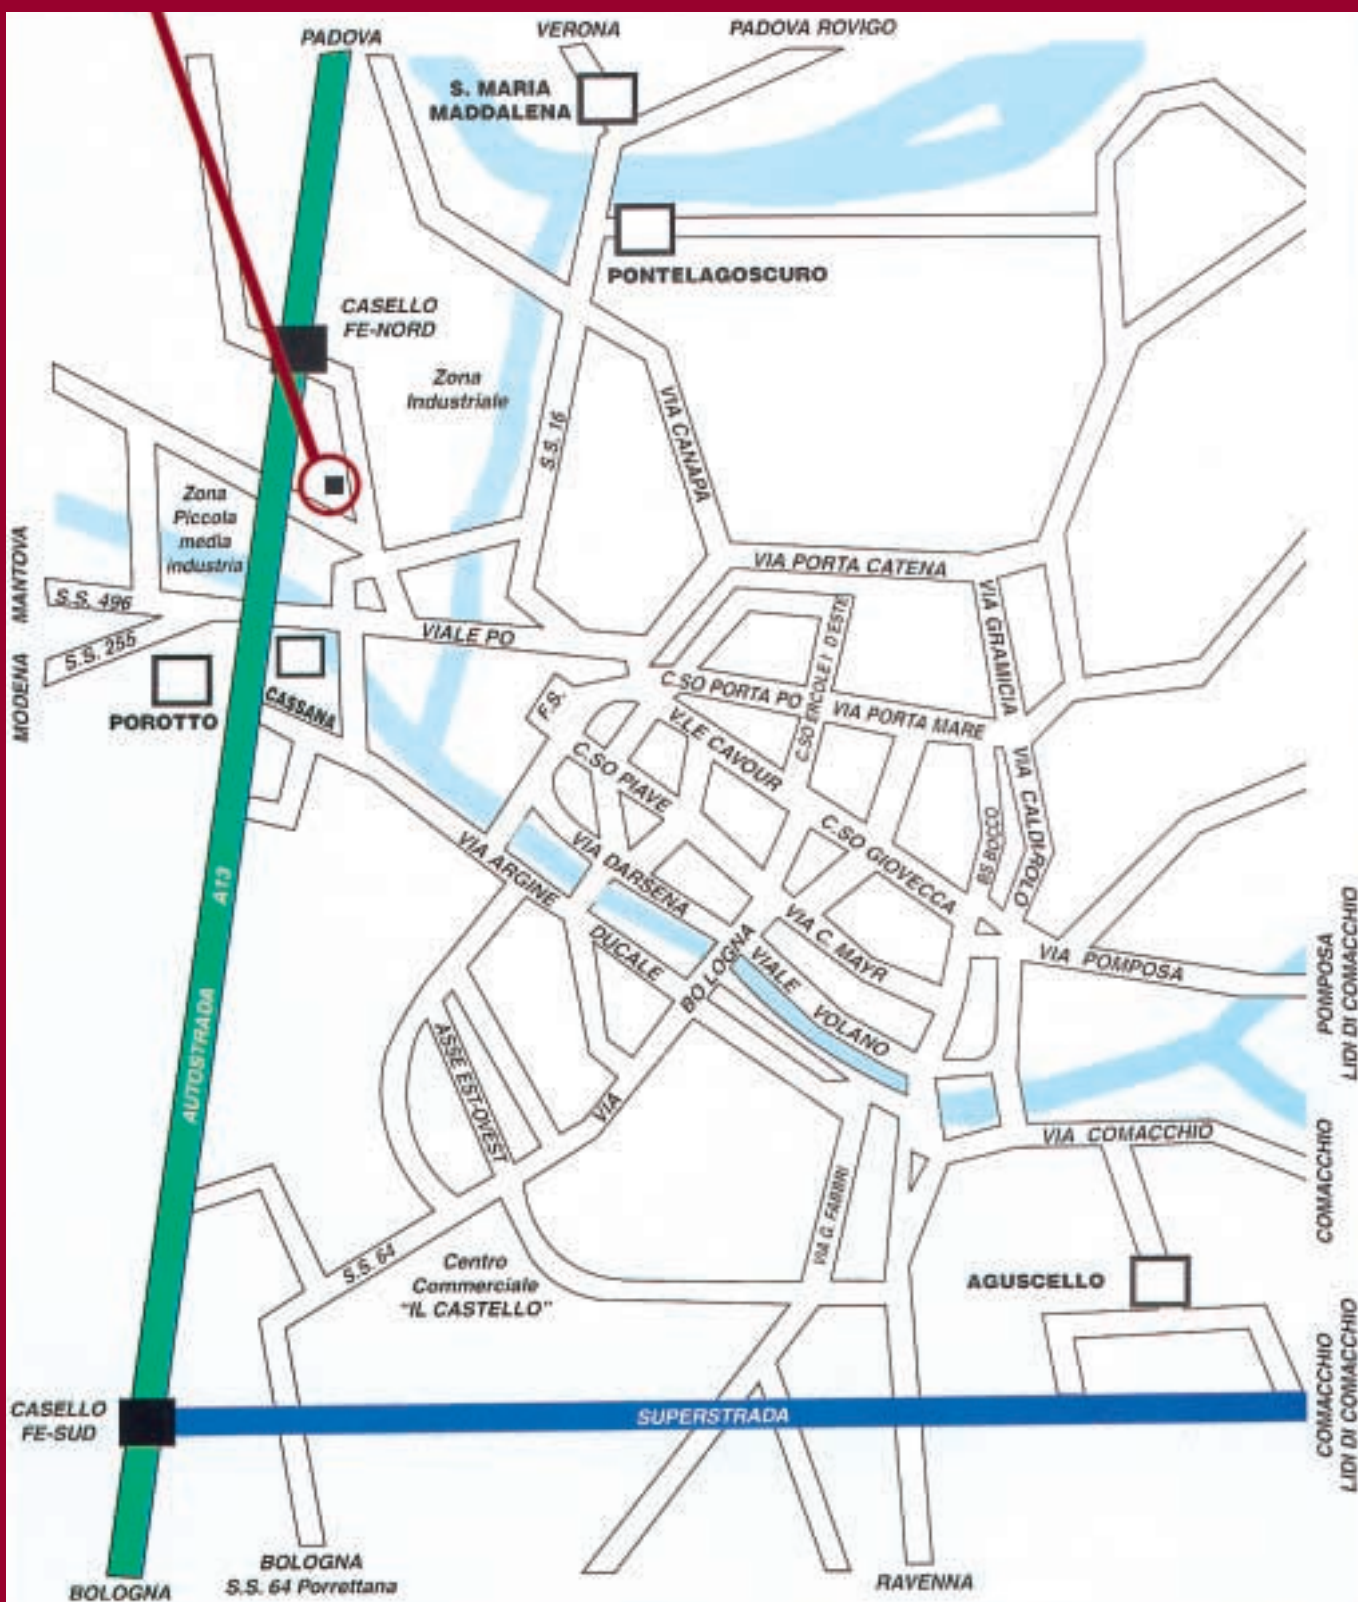 PADOVA
VERONA
PADOVA ROVIGO
S. MARIA
MADDALENA
PONTELAGOSCURO
CASELLO
FE-NORD
Zona
Industriale
S.S. 16
VIA CANAPA
Zona
Piccola
media
industria
MANTOVA
MODENA
S.S. 496
S.S. 255
POROTTO
CASSANA
VIALE PO
VIA PORTA CATENA
VIA GRAMICIA
C.SO ERCOLE I D'ESTE
C.SO PORTA PO
VIA PORTA MARE
F.S.
V.LE CAVOUR
C.SO PIAVE
C.SO GIOVECCA
BS BOCCO
VIA CALDIROLO
VIA ARGINE
DUCALE
VIA DARSENA
VIA BOLOGNA
VIA C. MAYR
VIALE VOLANO
VIA POMPOSA
POMPOSA
LIDI DI COMACCHIO
AUTOSTRADA A13
ASSE EST-OVEST
VIA COMACCHIO
COMACCHIO
VIA G. FABBRI
S.S. 64
Centro
Commerciale
"IL CASTELLO"
AGUSCELLO
COMACCHIO
LIDI DI COMACCHIO
CASELLO
FE-SUD
SUPERSTRADA
BOLOGNA
BOLOGNA
S.S. 64 Porrettana
RAVENNA